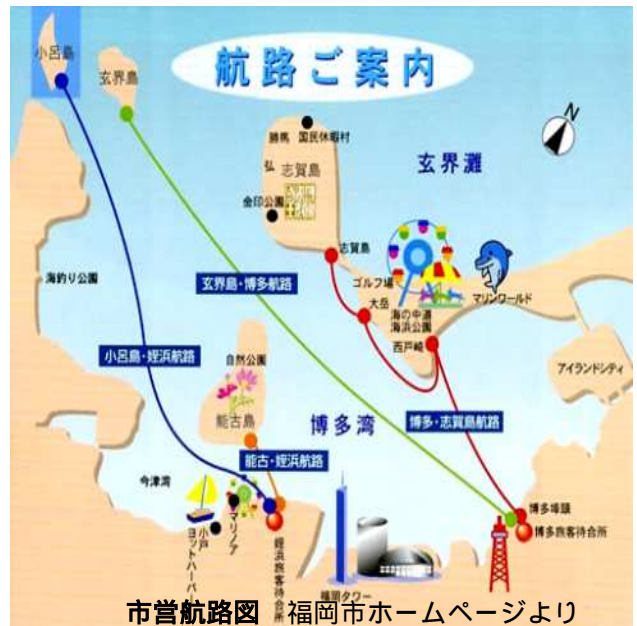 航路ご案内
小呂島
玄界島
N
勝馬 国民休暇村
弘
志賀島
金印公園
玄界灘
志賀島
ゴルフ場
大岳
海の中道
海浜公園
西戸崎
マリンワールド
海釣り公園
玄界島・博多航路
小呂島・姪浜航路
自然公園
能古島
アイランドシティ
博多湾
博多・志賀島航路
能古・姪浜航路
今津湾
マリノア
小戸
ヨットハーバー
姪浜旅客待合所
博多埠頭
博多旅客待合所
福岡タワー
市営航路図 福岡市ホームページより